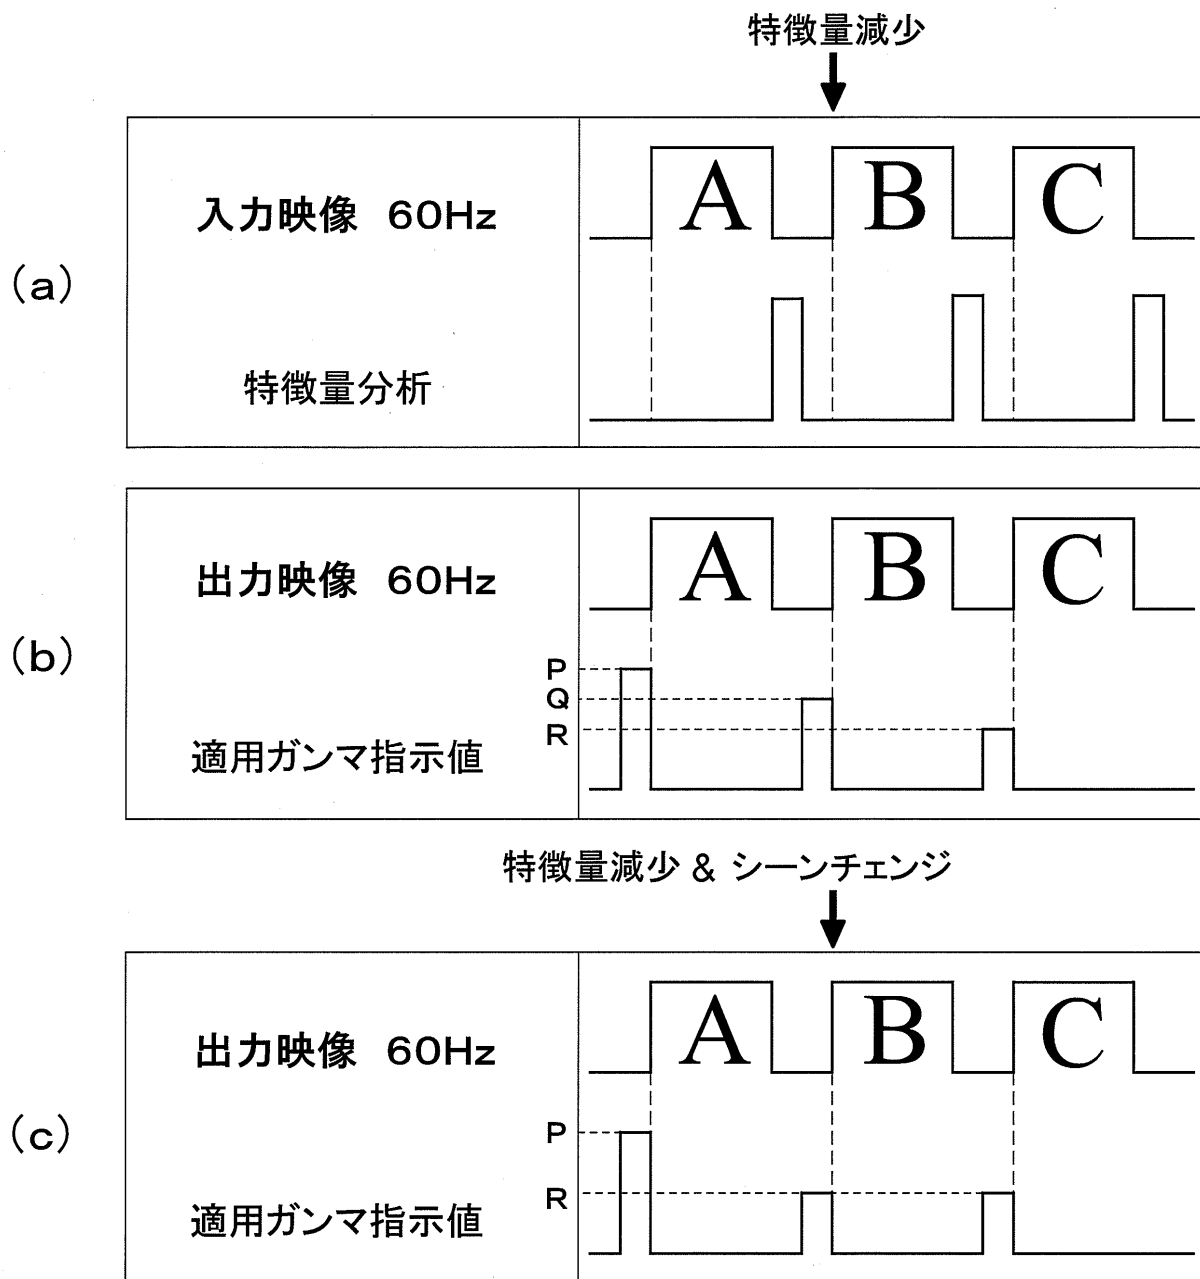 特徴量減少
(a)
入力映像 60Hz
A B C
特徴量分析
(b)
出力映像 60Hz
A B C
P
Q
R
適用ガンマ指示値
特徴量減少 & シーンチェンジ
(c)
出力映像 60Hz
A B C
P
R
適用ガンマ指示値